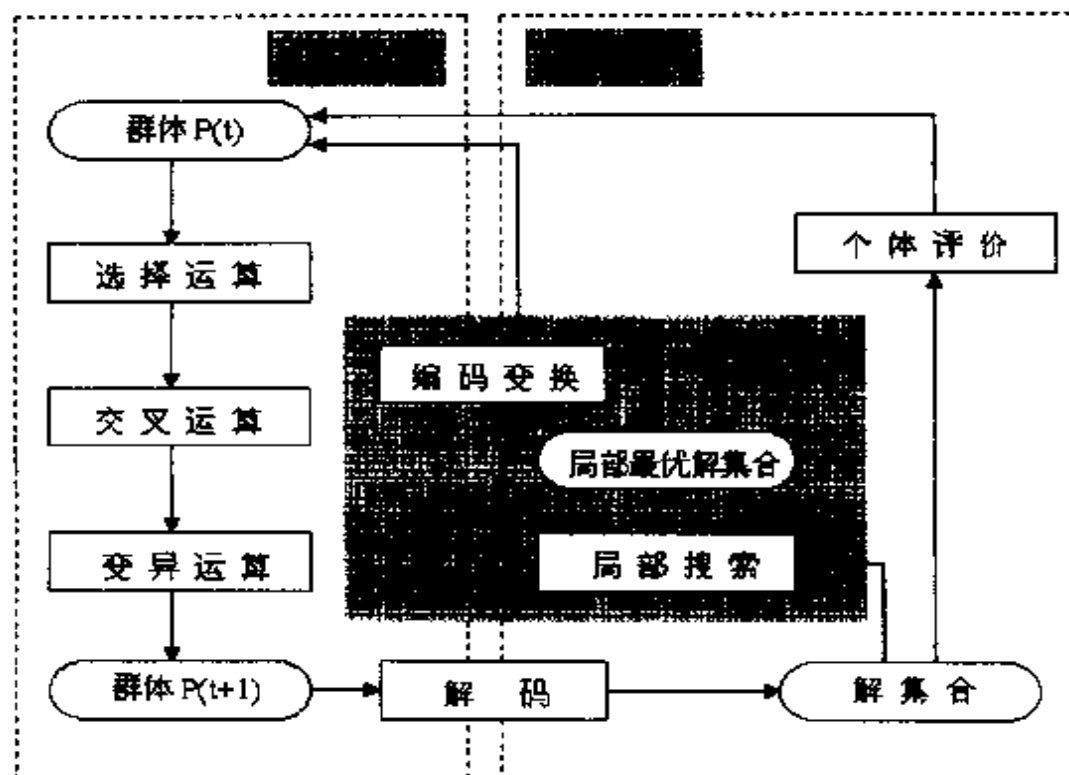 群体 P(t)
选择运算
交叉运算
变异运算
群体 P(t+1)
解码
解集合
个体评价
编码变换
局部最优解集合
局部搜索